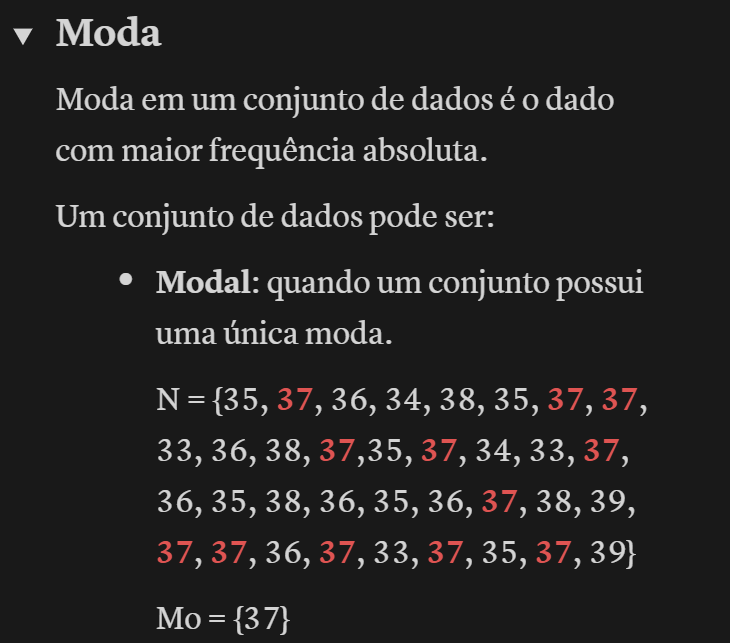 Moda
Moda em um conjunto de dados é o dado
com maior frequência absoluta.
Um conjunto de dados pode ser:
• Modal: quando um conjunto possui
uma única moda.
N = {35, 37, 36, 34, 38, 35, 37, 37,
33, 36, 38, 37,35, 37, 34, 33, 37,
36, 35, 38, 36, 35, 36, 37, 38, 39,
37, 37, 36, 37, 33, 37, 35, 37, 39}
Mo = {37}